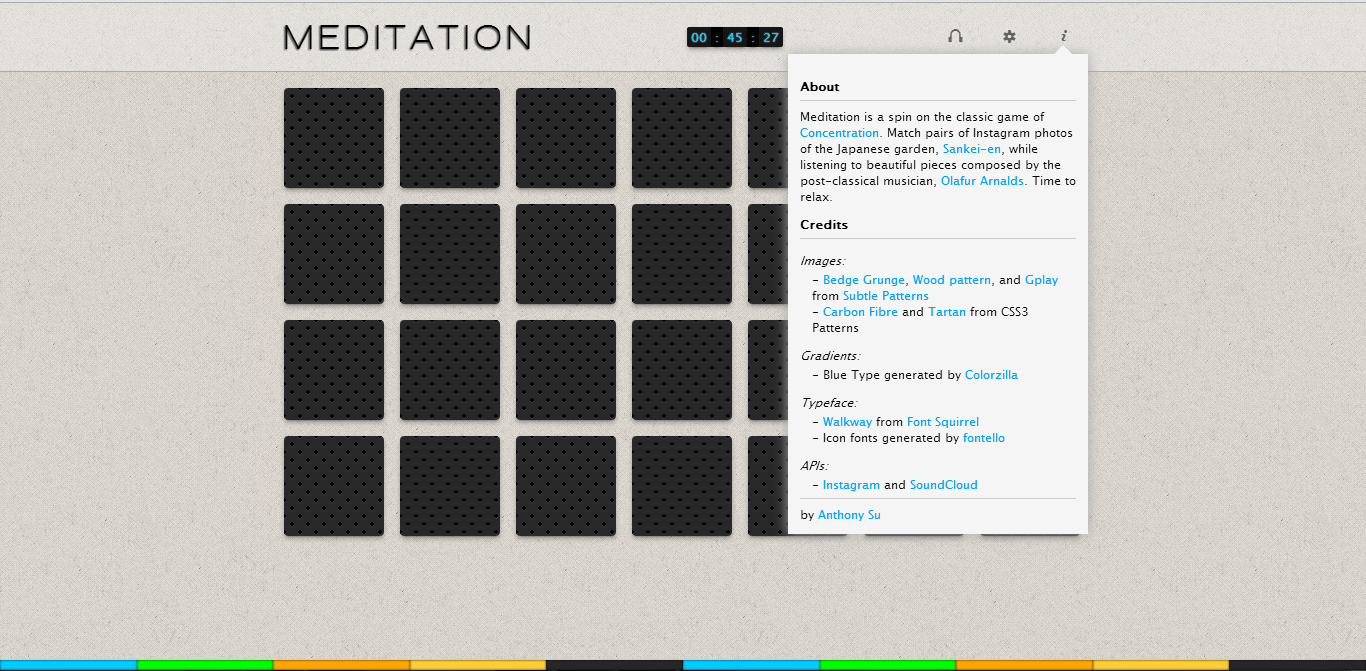 MEDITATION
00 : 45 : 27
i
About
Meditation is a spin on the classic game of
Concentration. Match pairs of Instagram photos
of the Japanese garden, Sankei-en, while
listening to beautiful pieces composed by the
post-classical musician, Olafur Arnalds. Time to
relax.
Credits
Images:
- Bedge Grunge, Wood pattern, and Gplay
from Subtle Patterns
- Carbon Fibre and Tartan from CSS3
Patterns
Gradients:
- Blue Type generated by Colorzilla
Typeface:
- Walkway from Font Squirrel
- Icon fonts generated by fontello
APIs:
- Instagram and SoundCloud
by Anthony Su